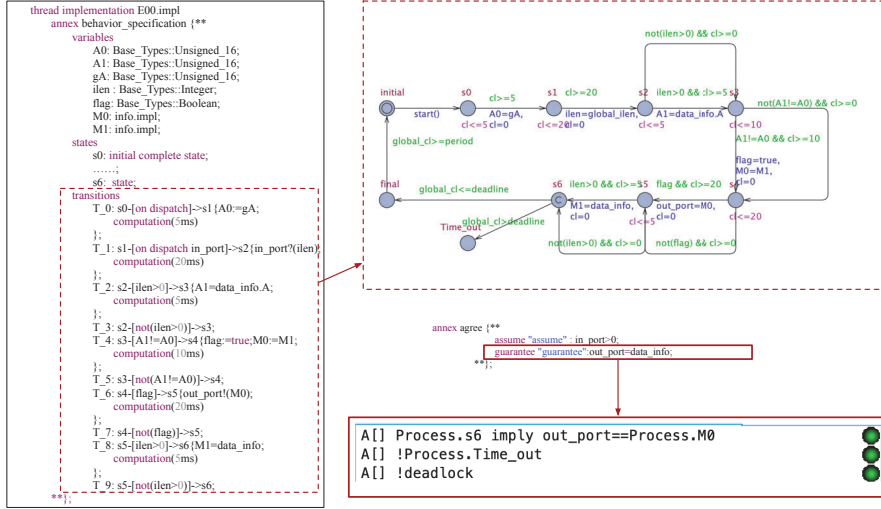 thread implementation E00.impl
annex behavior_specification {**
variables
A0: Base_Types::Unsigned_16;
A1: Base_Types::Unsigned_16;
gA: Base_Types::Unsigned_16;
ilen : Base_Types::Integer;
flag: Base_Types::Boolean;
M0: info.impl;
M1: info.impl;
states
s0: initial complete state;
……;
s6: state;
transitions
T_0: s0-[on dispatch]->s1{A0:=gA;
computation(5ms)
};
T_1: s1-[on dispatch in_port]->s2{in_port?(ilen);
computation(20ms)
};
T_2: s2-[ilen>0]->s3{A1=data_info.A;
computation(5ms)
};
T_3: s2-[not(ilen>0)]->s3;
T_4: s3-[A1!=A0]->s4{flag:=true;M0:=M1;
computation(10ms)
};
T_5: s3-[not(A1!=A0)]->s4;
T_6: s4-[flag]->s5{out_port!(M0);
computation(20ms)
};
T_7: s4-[not(flag)]->s5;
T_8: s5-[ilen>0]->s6{M1=data_info;
computation(5ms)
};
T_9: s5-[not(ilen>0)]->s6;
**};
not(ilen>0) && cl>=0
initial
s0
cl>=5
s1
cl>=20
s2
ilen>0 && cl>=5
s3
not(A1!=A0) && cl>=0
start()
A0=gA,
cl=0
ilen=global_ilen,
cl=0
A1=data_info.A
cl<=5
cl<=20
cl<=5
cl<=10
A1!=A0 && cl>=10
global_cl>=period
flag=true,
M0=M1,
cl=0
final
global_cl<=deadline
s6
ilen>0 && cl>=5
s5
flag && cl>=20
s4
M1=data_info,
cl=0
out_port=M0,
cl=0
cl<=5
cl<=20
Time_out
global_cl>deadline
not(ilen>0) && cl>=0
not(flag) && cl>=0
annex agree {**
assume "assume" : in_port>0;
guarantee "guarantee":out_port=data_info;
**};
A[] Process.s6 imply out_port==Process.M0
A[] !Process.Time_out
A[] !deadlock